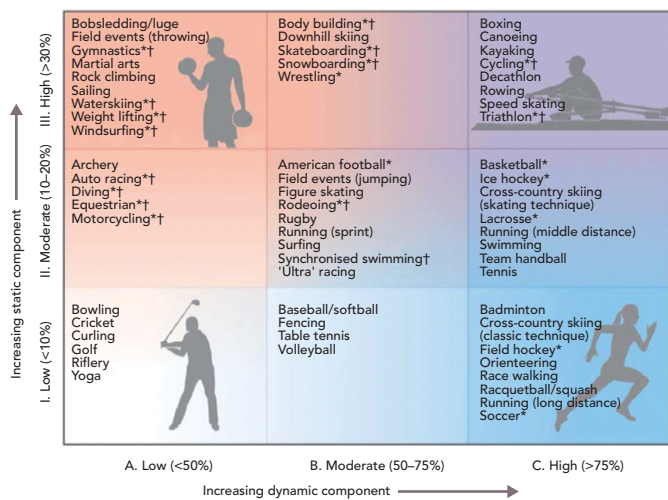 Increasing static component
III. High (>30%)
Bobsledding/luge
Field events (throwing)
Gymnastics*†
Martial arts
Rock climbing
Sailing
Waterskiing*†
Weight lifting*†
Windsurfing*†
Body building*†
Downhill skiing
Skateboarding*†
Snowboarding*†
Wrestling*
Boxing
Canoeing
Kayaking
Cycling*†
Decathlon
Rowing
Speed skating
Triathlon*†
II. Moderate (10–20%)
Archery
Auto racing*†
Diving*†
Equestrian*†
Motorcycling*†
American football*
Field events (jumping)
Figure skating
Rodeoing*†
Rugby
Running (sprint)
Surfing
Synchronised swimming†
'Ultra' racing
Basketball*
Ice hockey*
Cross-country skiing
(skating technique)
Lacrosse*
Running (middle distance)
Swimming
Team handball
Tennis
I. Low (<10%)
Bowling
Cricket
Curling
Golf
Riflery
Yoga
Baseball/softball
Fencing
Table tennis
Volleyball
Badminton
Cross-country skiing
(classic technique)
Field hockey*
Orienteering
Race walking
Racquetball/squash
Running (long distance)
Soccer*
A. Low (<50%)
B. Moderate (50–75%)
C. High (>75%)
Increasing dynamic component